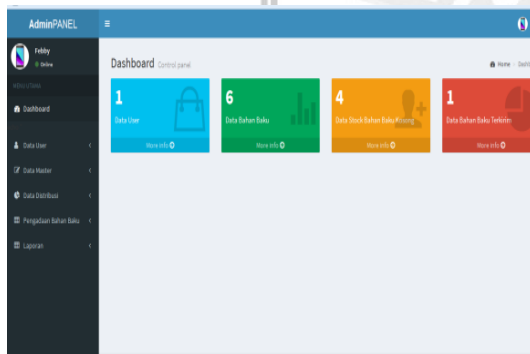 AdminPANEL
Febby
Online
MENU UTAMA
Dashboard
Data User
Data Master
Data Distribusi
Pengadaan Bahan Baku
Laporan
Dashboard Control panel
Home
1
Data User
More info
6
Data Bahan Baku
More info
4
Data Stock Bahan Baku Kosong
More info
1
Data Bahan Baku Terkirim
More info